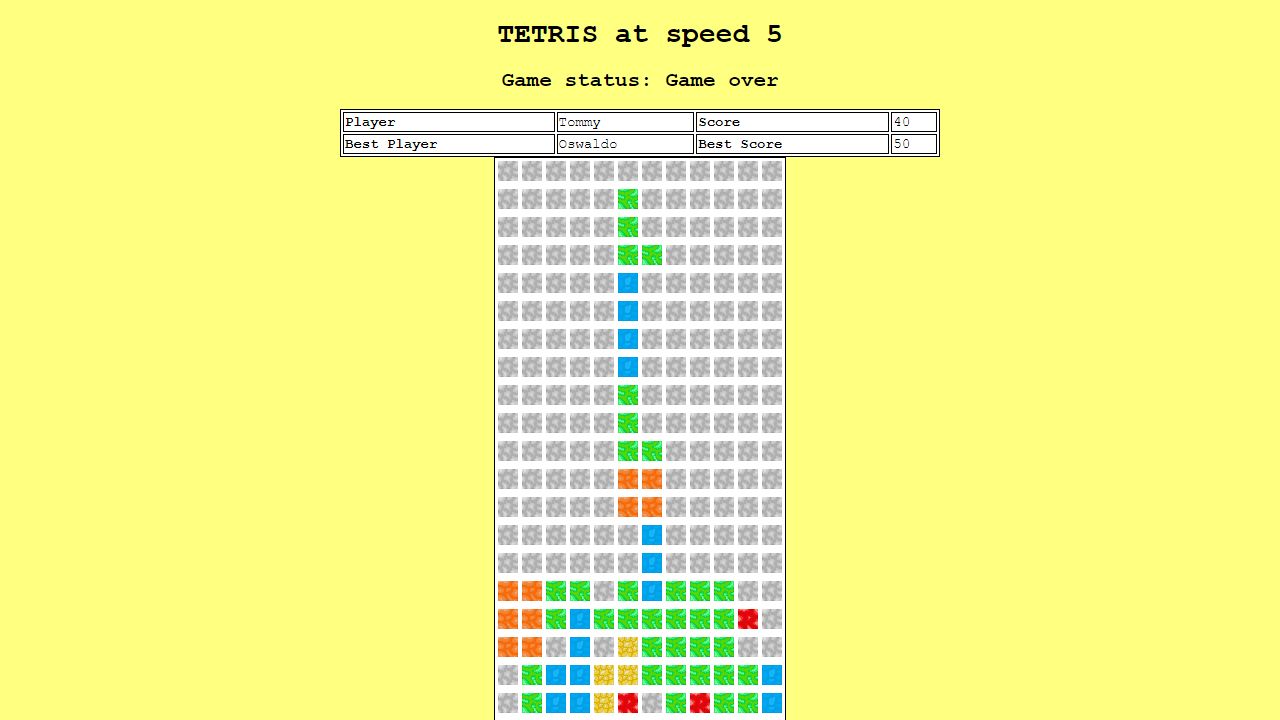 TETRIS at speed 5
Game status: Game over
Player Tommy Score 40
Best Player Oswaldo Best Score 50